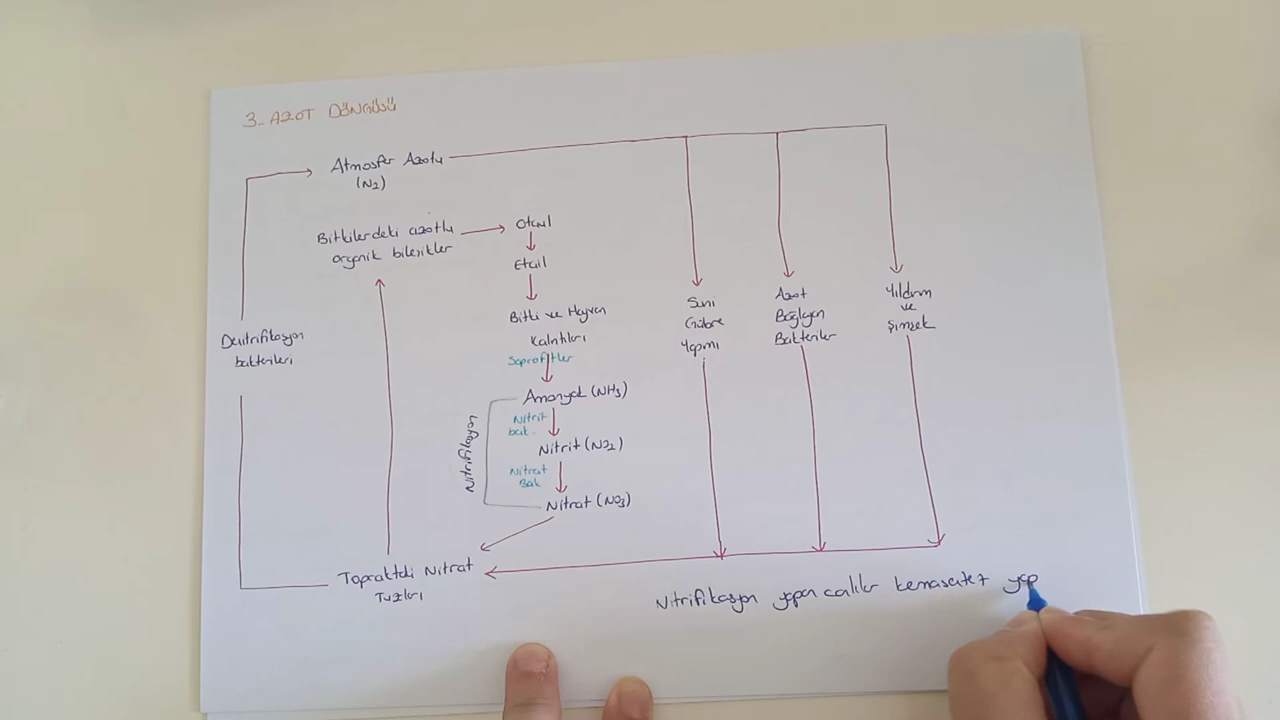 3. AZOT DÖNGÜSÜ
Atmosfer Azotu
(N2)
Bitkilerdeki azotlu
organik bileşikler
Otçul
Etçil
Bitki ve Hayvan
Kalıntıları
Saprofitler
Amonyak (NH3)
Nitrit
bak.
Nitrit (NO2)
Nitrat
Bak
Nitrat (NO3)
Nitrifikasyon
Denitrifikasyon
bakterileri
Topraktaki Nitrat
Tuzları
Suni
Gübre
Yapımı
Azot
Bağlayan
Bakteriler
Yıldırım
ve
Şimşek
Nitrifikasyon yapan canlılar kemosentez yap